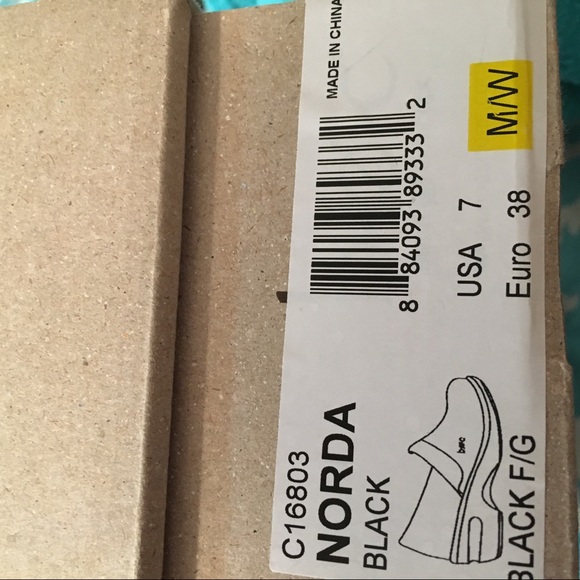 C16803
NORDA
BLACK
MADE IN CHINA
8 84093 89333 2
USA 7
M/W
Euro 38
BLACK F/G